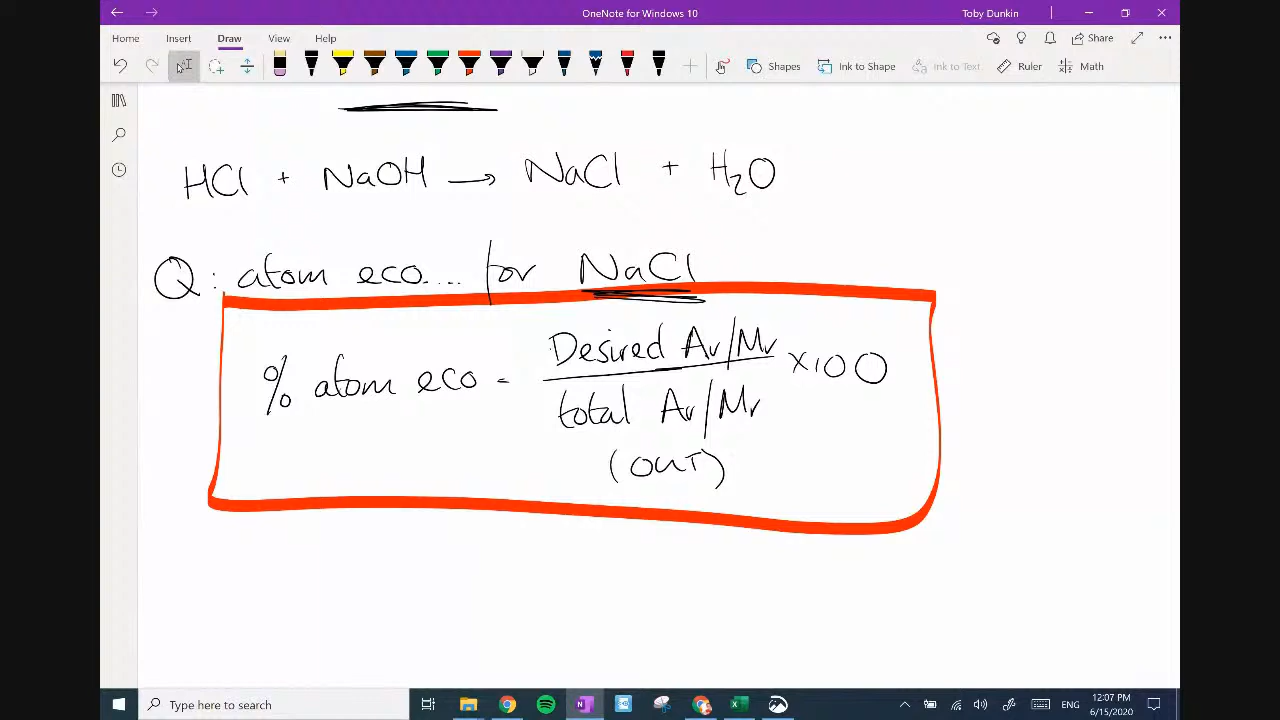 OneNote for Windows 10
Toby Dunkin
Home Insert Draw View Help
Share
Shapes Ink to Shape Ink to Text Ruler Math
HCl + NaOH → NaCl + H₂O
Q: atom eco.... for NaCl
% atom eco = Desired Ar/Mr ×100
total Ar/Mr
(OUT)
Type here to search
ENG
12:07 PM
6/15/2020